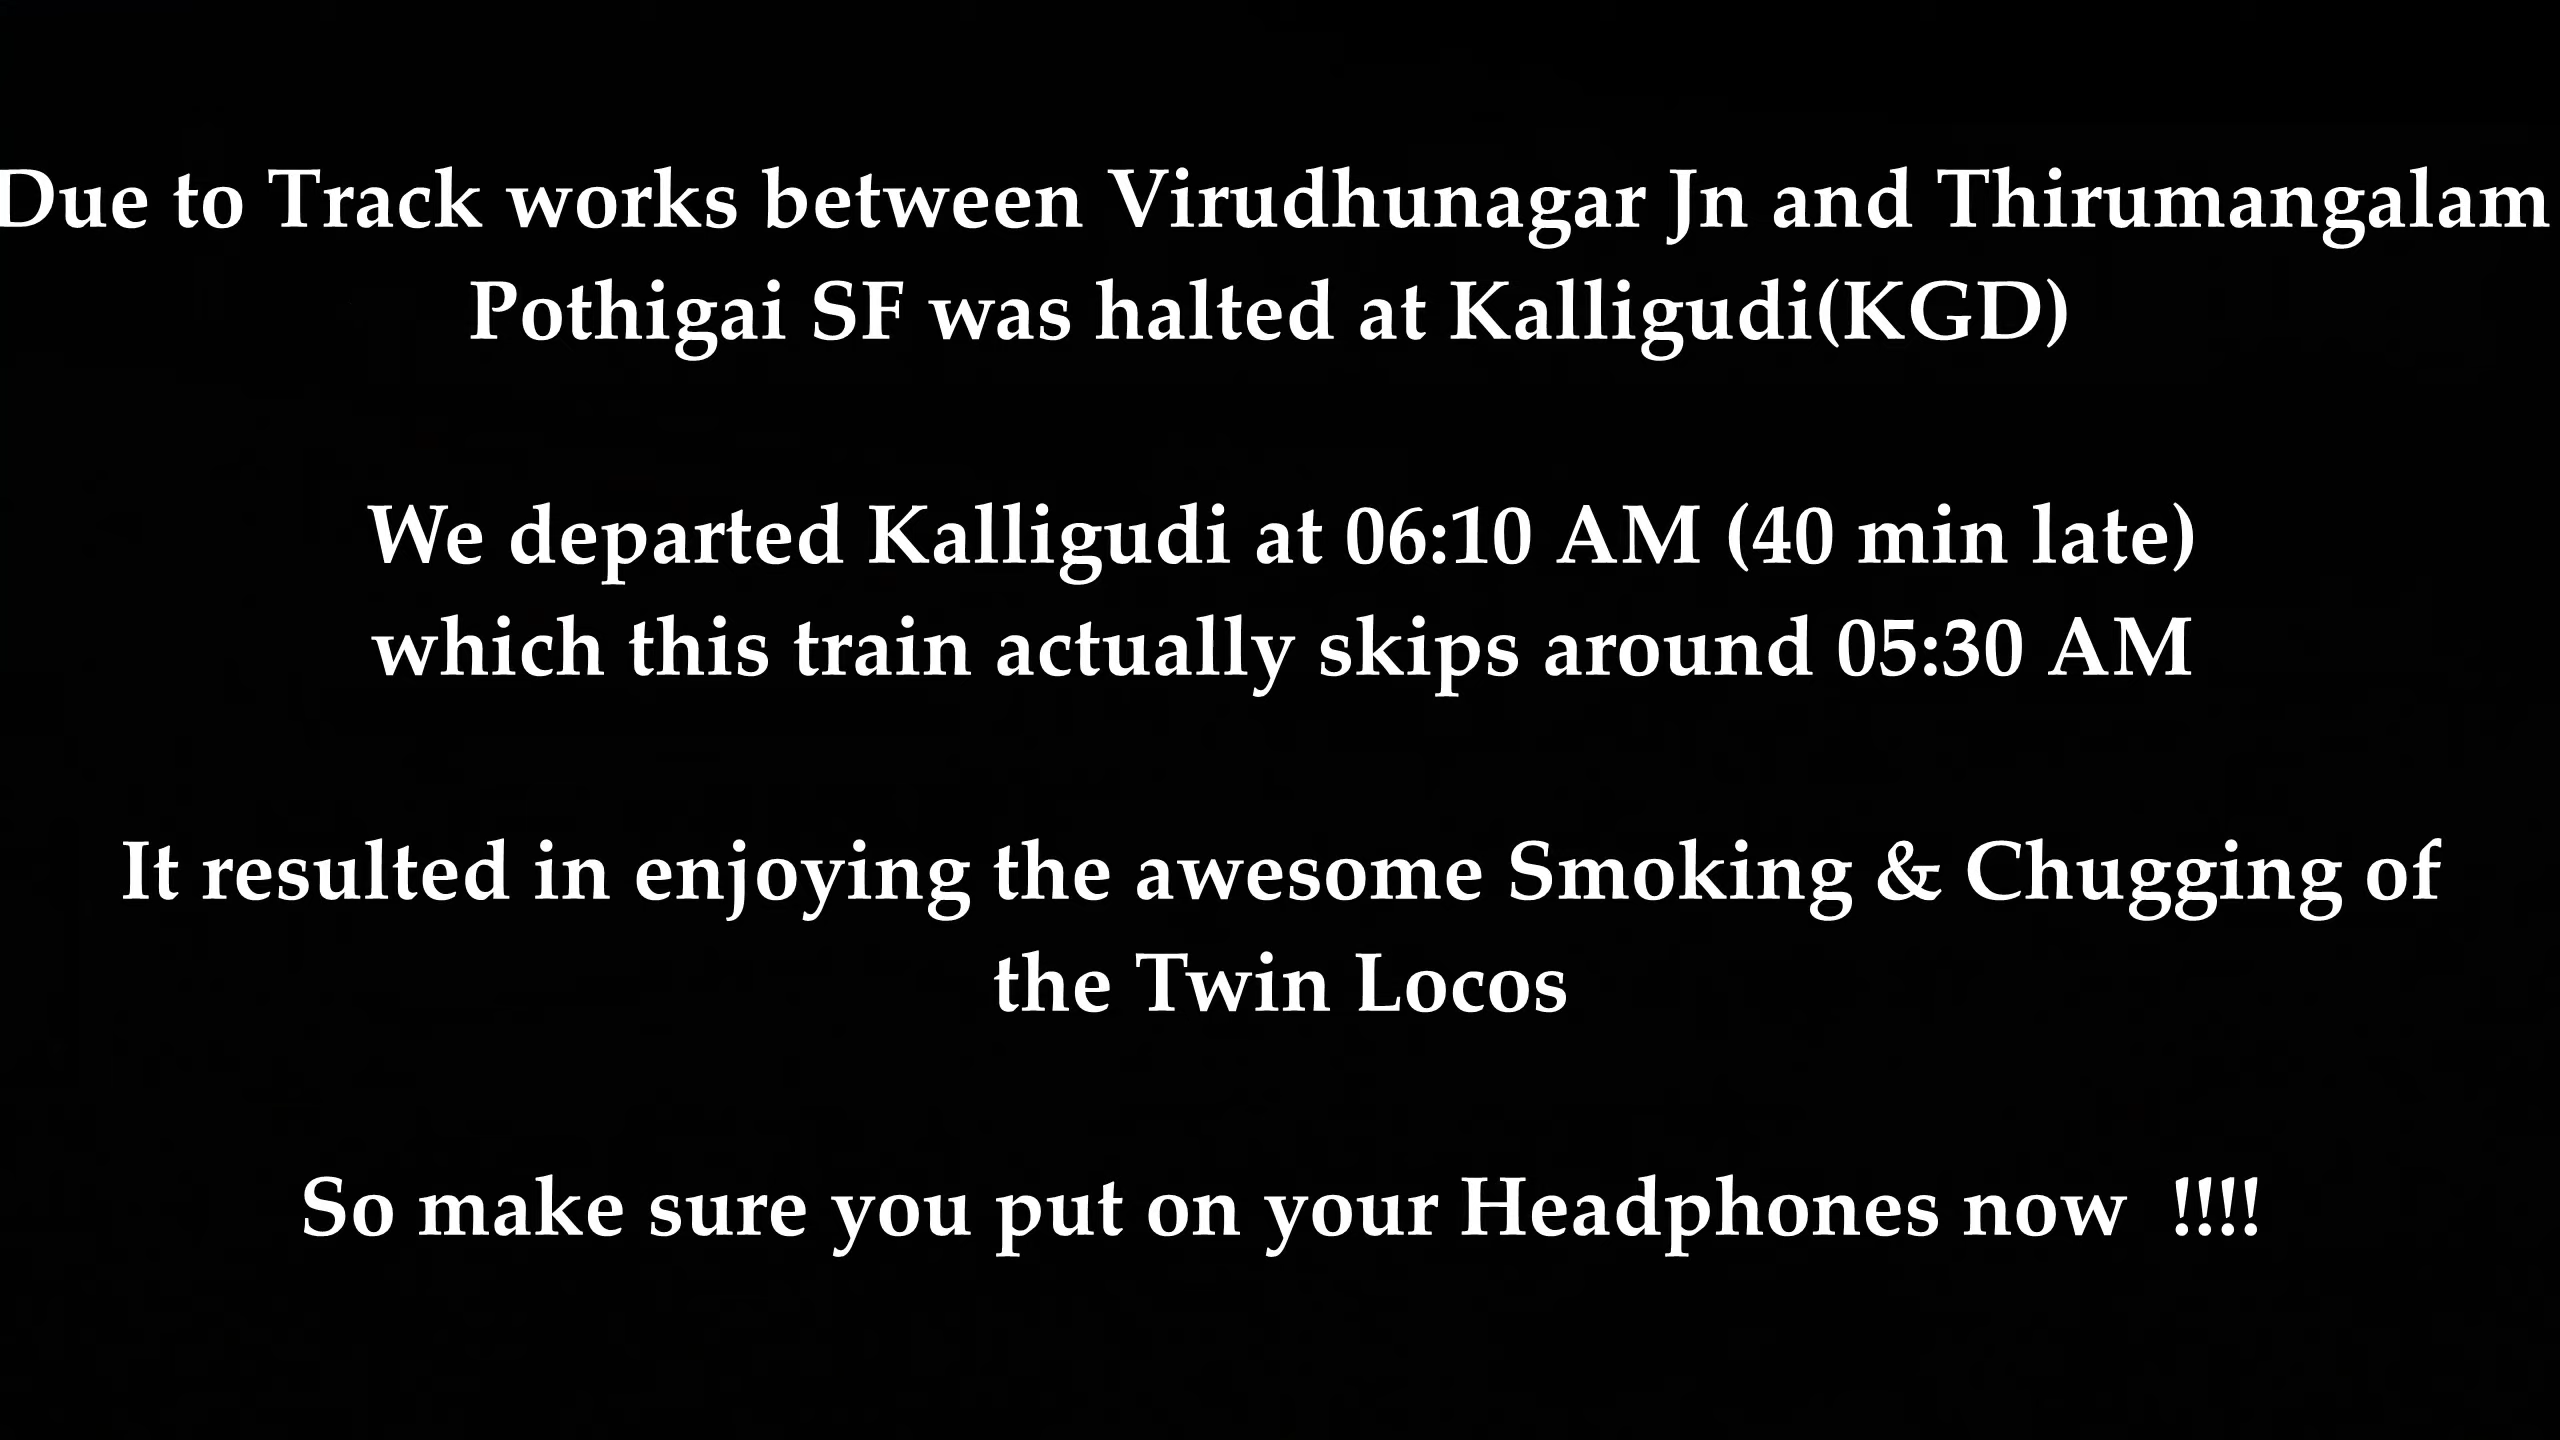 Due to Track works between Virudhunagar Jn and Thirumangalam
Pothigai SF was halted at Kalligudi(KGD)
We departed Kalligudi at 06:10 AM (40 min late)
which this train actually skips around 05:30 AM
It resulted in enjoying the awesome Smoking & Chugging of
the Twin Locos
So make sure you put on your Headphones now  !!!!